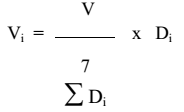 V
Vᵢ = ——— x Dᵢ
7
∑ Dᵢ